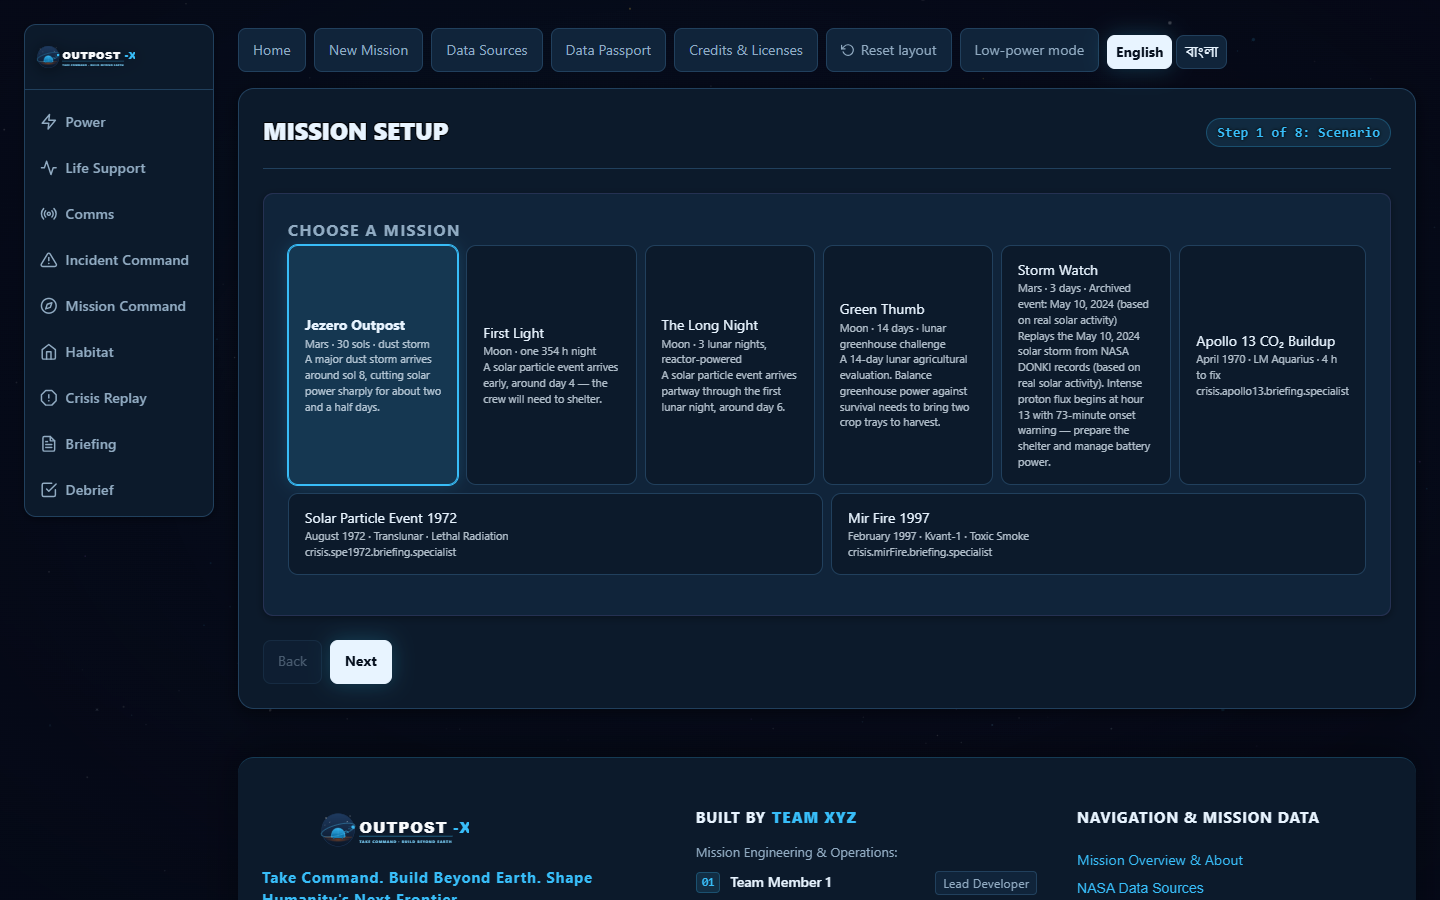 OUTPOST -X
TAKE COMMAND · BUILD BEYOND EARTH
Home
New Mission
Data Sources
Data Passport
Credits & Licenses
Reset layout
Low-power mode
English
বাংলা
Power
Life Support
Comms
Incident Command
Mission Command
Habitat
Crisis Replay
Briefing
Debrief
MISSION SETUP
Step 1 of 8: Scenario
CHOOSE A MISSION
Jezero Outpost
Mars · 30 sols · dust storm
A major dust storm arrives
around sol 8, cutting solar
power sharply for about two
and a half days.
First Light
Moon · one 354 h night
A solar particle event arrives
early, around day 4 — the
crew will need to shelter.
The Long Night
Moon · 3 lunar nights,
reactor-powered
A solar particle event arrives
partway through the first
lunar night, around day 6.
Green Thumb
Moon · 14 days · lunar
greenhouse challenge
A 14-day lunar agricultural
evaluation. Balance
greenhouse power against
survival needs to bring two
crop trays to harvest.
Storm Watch
Mars · 3 days · Archived
event: May 10, 2024 (based
on real solar activity)
Replays the May 10, 2024
solar storm from NASA
DONKI records (based on
real solar activity). Intense
proton flux begins at hour
13 with 73-minute onset
warning — prepare the
shelter and manage battery
power.
Apollo 13 CO₂ Buildup
April 1970 · LM Aquarius · 4 h
to fix
crisis.apollo13.briefing.specialist
Solar Particle Event 1972
August 1972 · Translunar · Lethal Radiation
crisis.spe1972.briefing.specialist
Mir Fire 1997
February 1997 · Kvant-1 · Toxic Smoke
crisis.mirFire.briefing.specialist
Back
Next
OUTPOST -X
TAKE COMMAND · BUILD BEYOND EARTH
Take Command. Build Beyond Earth. Shape
Humanity's Next Frontier
BUILT BY TEAM XYZ
Mission Engineering & Operations:
01 Team Member 1 Lead Developer
NAVIGATION & MISSION DATA
Mission Overview & About
NASA Data Sources